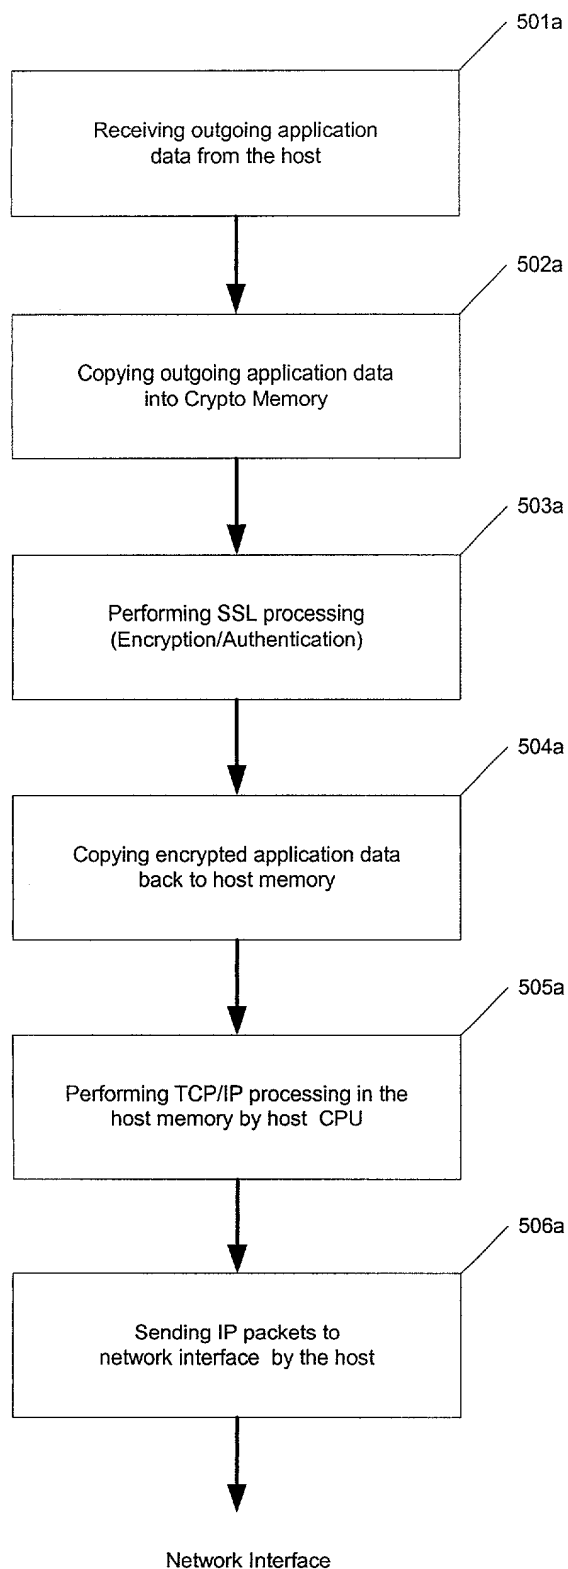 501a
Receiving outgoing application
data from the host
502a
Copying outgoing application data
into Crypto Memory
503a
Performing SSL processing
(Encryption/Authentication)
504a
Copying encrypted application data
back to host memory
505a
Performing TCP/IP processing in the
host memory by host CPU
506a
Sending IP packets to
network interface by the host
Network Interface